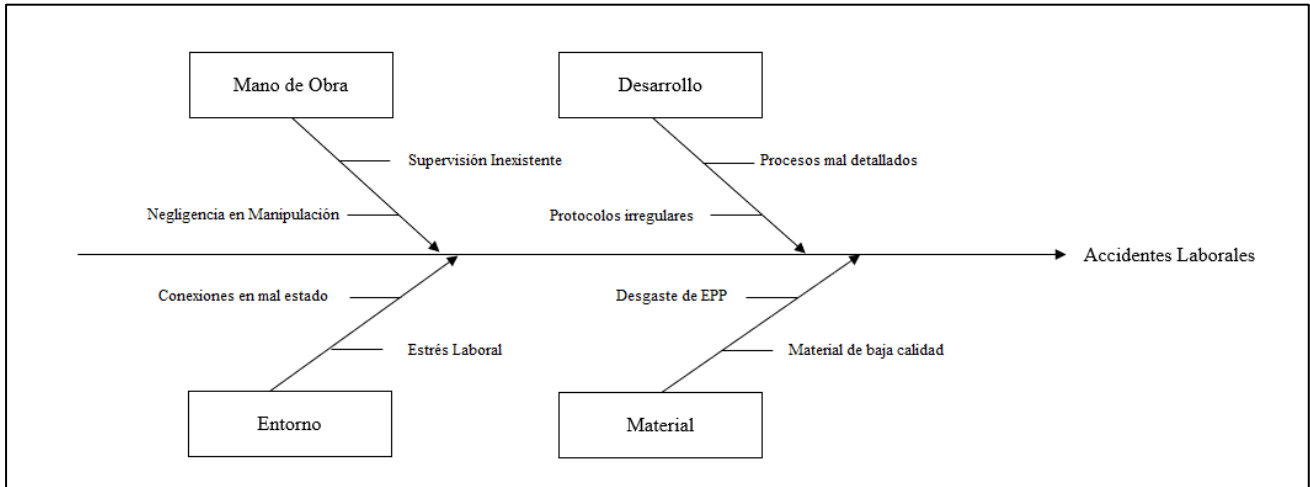 Mano de Obra
Desarrollo
Supervisión Inexistente
Procesos mal detallados
Negligencia en Manipulación
Protocolos irregulares
Accidentes Laborales
Conexiones en mal estado
Desgaste de EPP
Estrés Laboral
Material de baja calidad
Entorno
Material